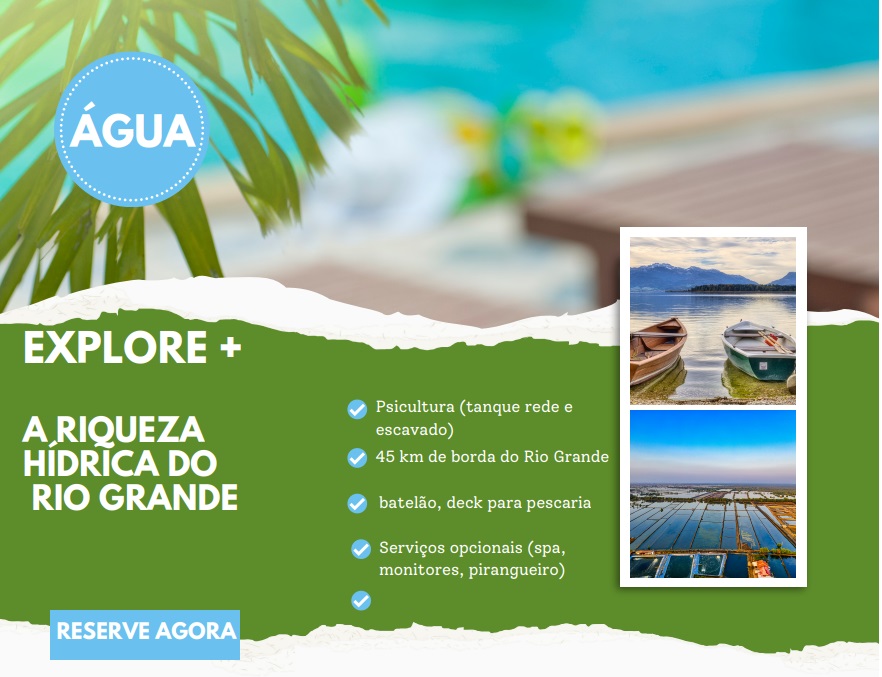 ÁGUA
EXPLORE +
A RIQUEZA
HÍDRICA DO
RIO GRANDE
Psicultura (tanque rede e
escavado)
45 km de borda do Rio Grande
batelão, deck para pescaria
Serviços opcionais (spa,
monitores, pirangueiro)
RESERVE AGORA